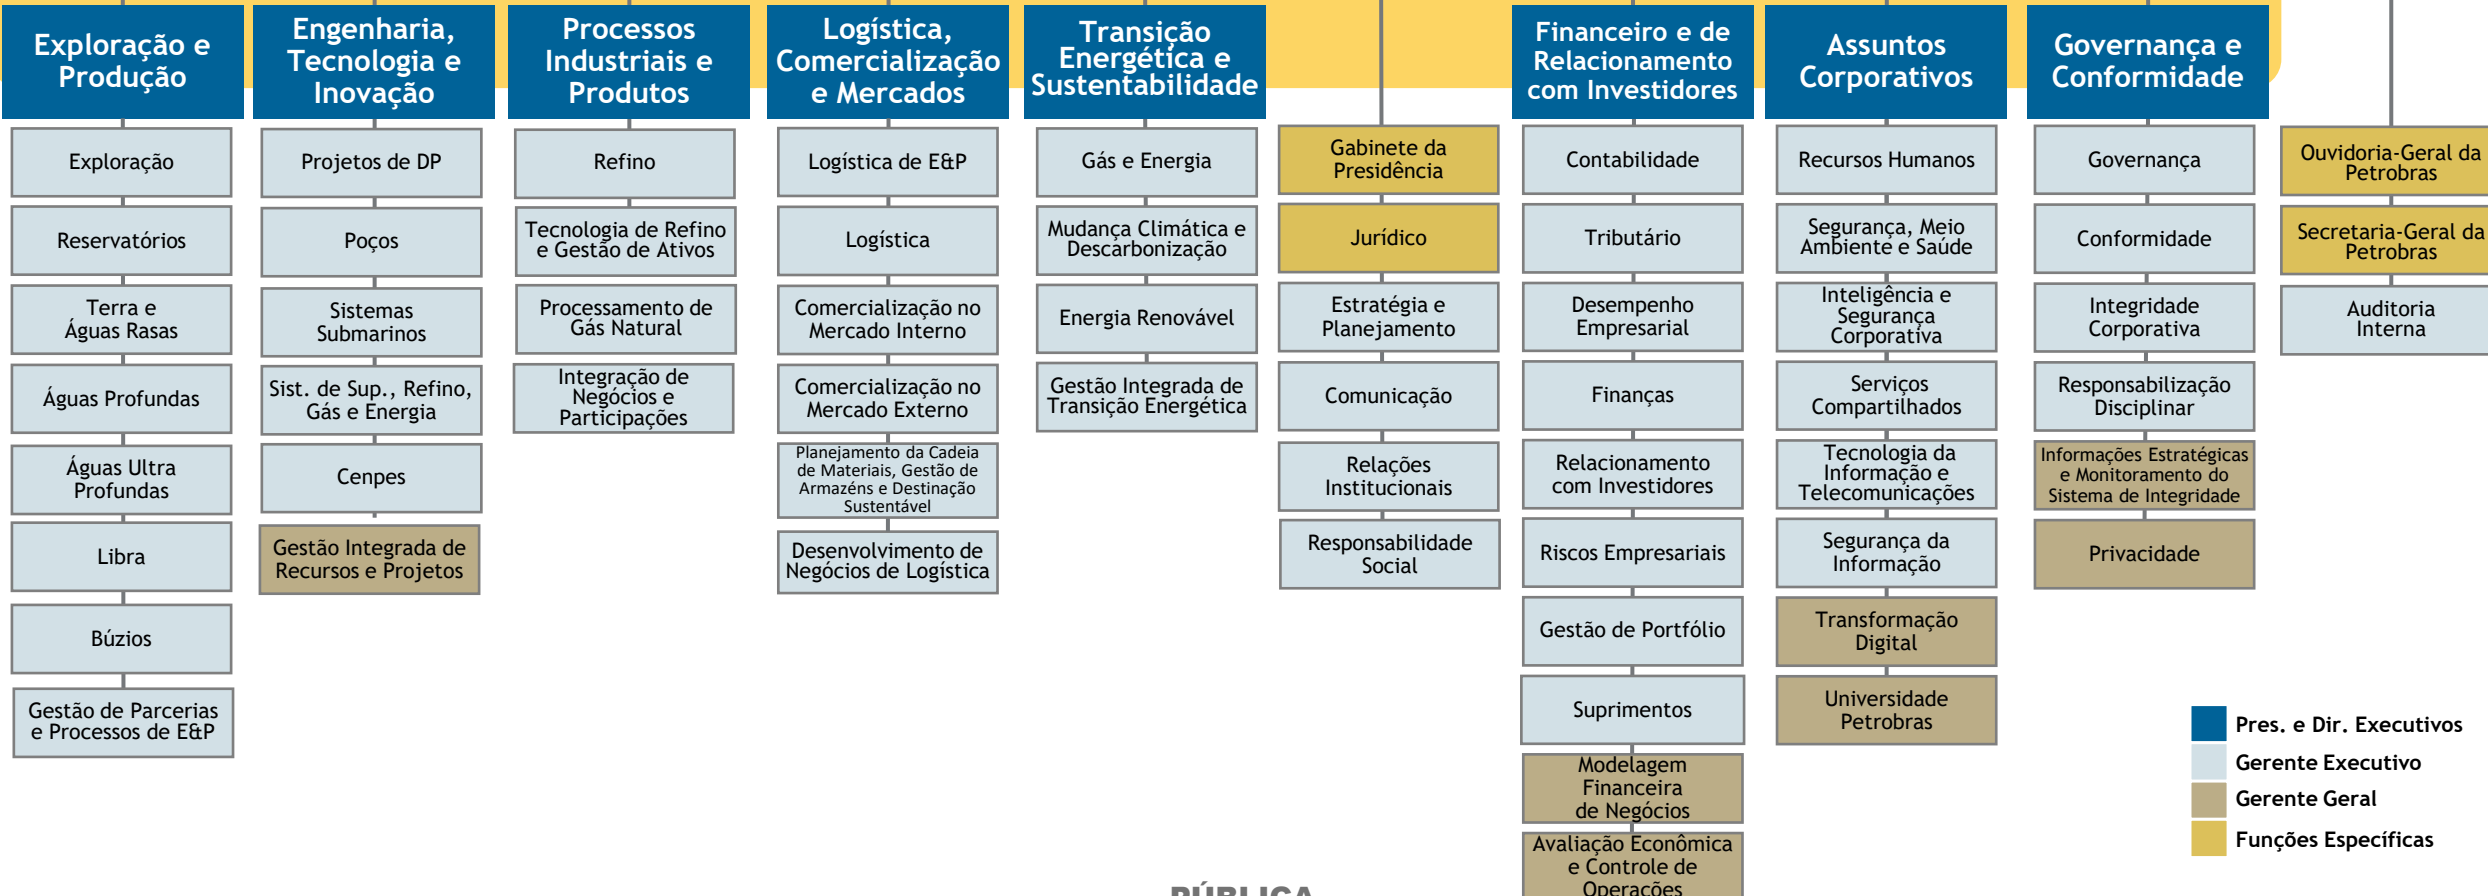 Exploração e
Produção
Exploração
Reservatórios
Terra e
Águas Rasas
Águas Profundas
Águas Ultra
Profundas
Libra
Búzios
Gestão de Parcerias
e Processos de E&P
Engenharia,
Tecnologia e
Inovação
Projetos de DP
Poços
Sistemas
Submarinos
Sist. de Sup., Refino,
Gás e Energia
Cenpes
Gestão Integrada de
Recursos e Projetos
Processos
Industriais e
Produtos
Refino
Tecnologia de Refino
e Gestão de Ativos
Processamento de
Gás Natural
Integração de
Negócios e
Participações
Logística,
Comercialização
e Mercados
Logística de E&P
Logística
Comercialização no
Mercado Interno
Comercialização no
Mercado Externo
Planejamento da Cadeia
de Materiais, Gestão de
Armazéns e Destinação
Sustentável
Desenvolvimento de
Negócios de Logística
Transição
Energética e
Sustentabilidade
Gás e Energia
Mudança Climática e
Descarbonização
Energia Renovável
Gestão Integrada de
Transição Energética
Gabinete da
Presidência
Jurídico
Estratégia e
Planejamento
Comunicação
Relações
Institucionais
Responsabilidade
Social
Financeiro e de
Relacionamento
com Investidores
Contabilidade
Tributário
Desempenho
Empresarial
Finanças
Relacionamento
com Investidores
Riscos Empresariais
Gestão de Portfólio
Suprimentos
Modelagem
Financeira
de Negócios
Avaliação Econômica
e Controle de
Operações
Assuntos
Corporativos
Recursos Humanos
Segurança, Meio
Ambiente e Saúde
Inteligência e
Segurança
Corporativa
Serviços
Compartilhados
Tecnologia da
Informação e
Telecomunicações
Segurança da
Informação
Transformação
Digital
Universidade
Petrobras
Governança e
Conformidade
Governança
Conformidade
Integridade
Corporativa
Responsabilização
Disciplinar
Informações Estratégicas
e Monitoramento do
Sistema de Integridade
Privacidade
Ouvidoria-Geral da
Petrobras
Secretaria-Geral da
Petrobras
Auditoria
Interna
Pres. e Dir. Executivos
Gerente Executivo
Gerente Geral
Funções Específicas
PÚBLICA